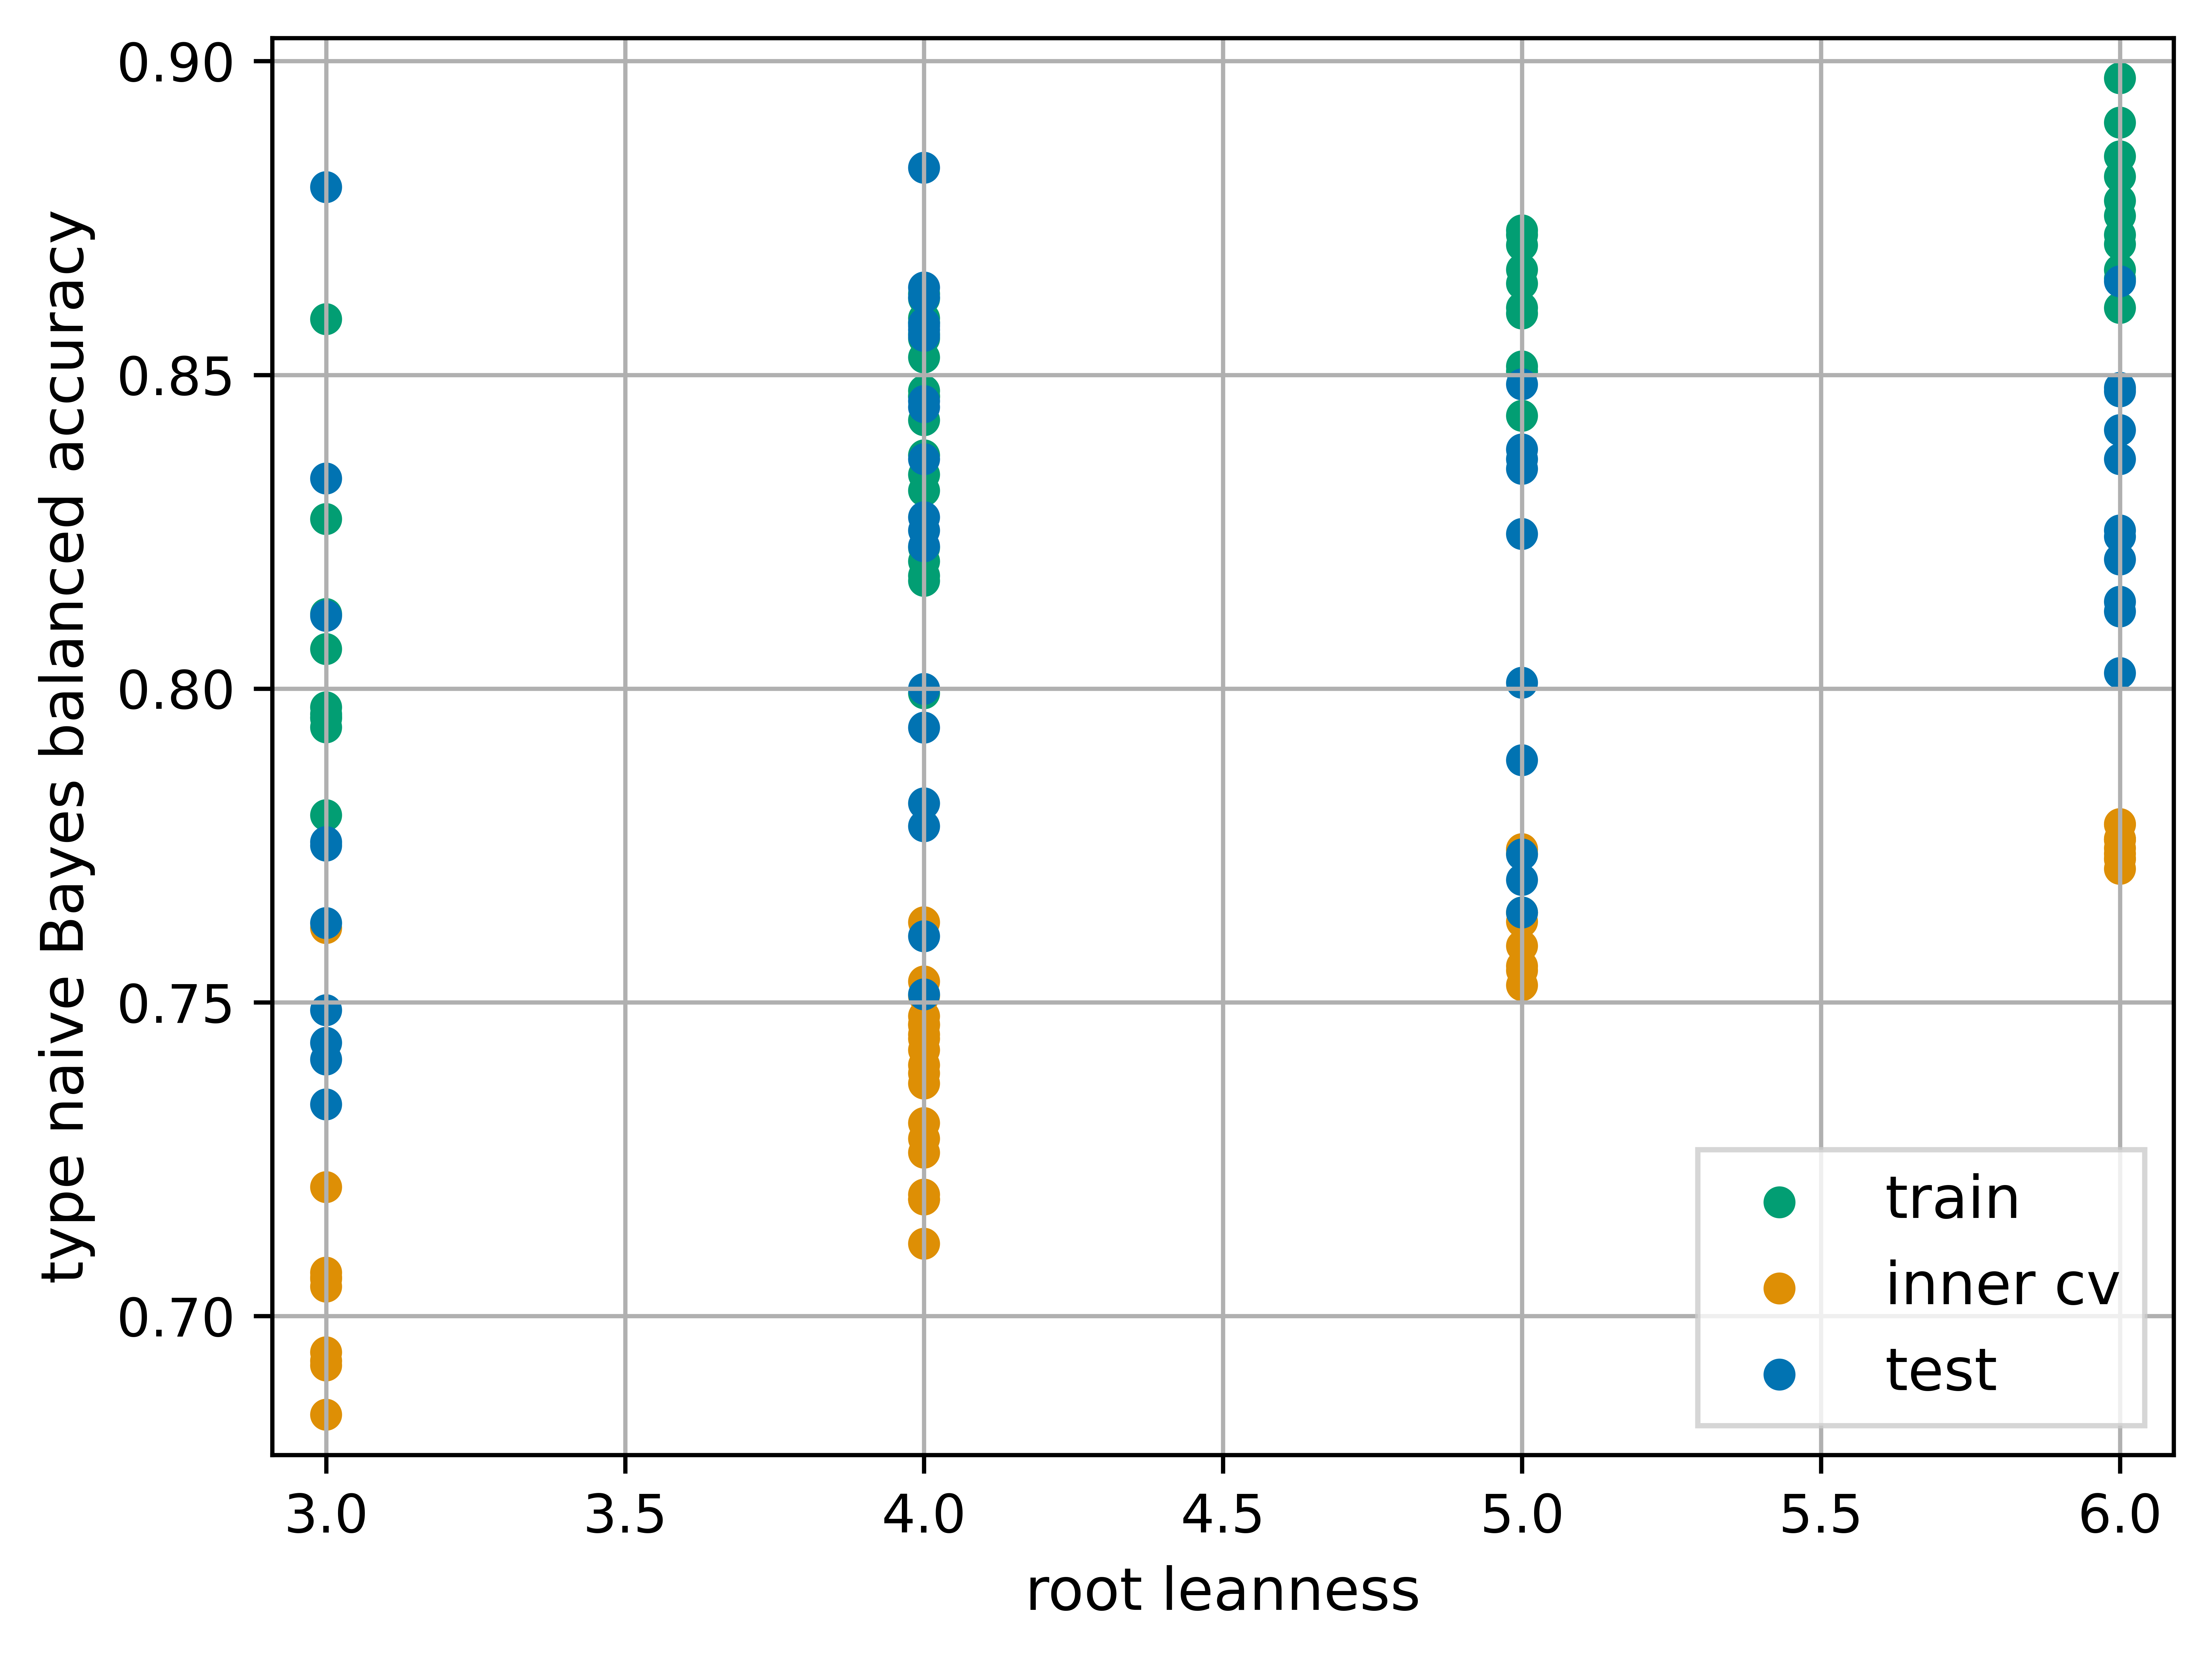 type naive Bayes balanced accuracy
0.90
0.85
0.80
0.75
0.70
3.0 3.5 4.0 4.5 5.0 5.5 6.0
root leanness
train
inner cv
test